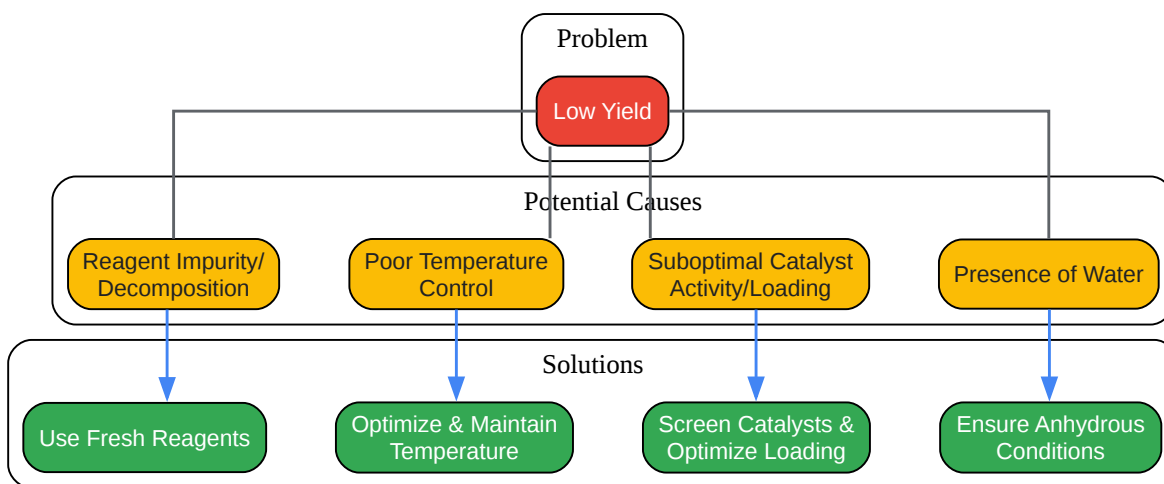 Problem
Low Yield
Potential Causes
Reagent Impurity/
Decomposition
Poor Temperature
Control
Suboptimal Catalyst
Activity/Loading
Presence of Water
Solutions
Use Fresh Reagents
Optimize & Maintain
Temperature
Screen Catalysts &
Optimize Loading
Ensure Anhydrous
Conditions